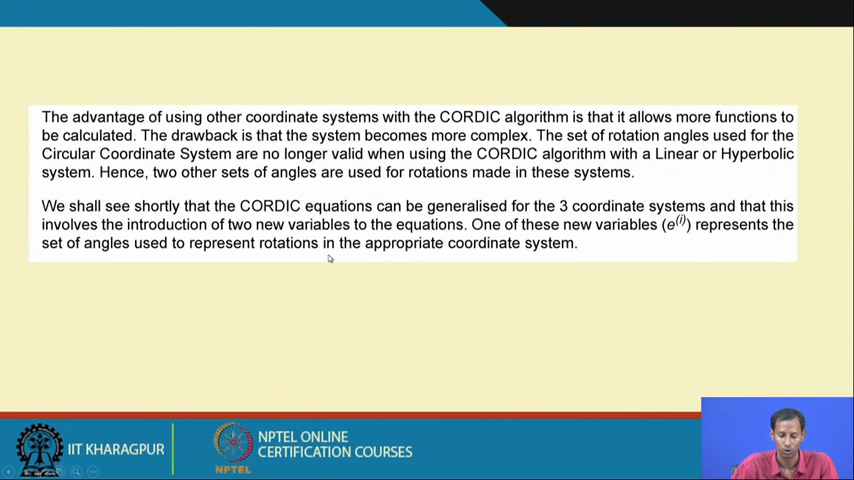 The advantage of using other coordinate systems with the CORDIC algorithm is that it allows more functions to
be calculated. The drawback is that the system becomes more complex. The set of rotation angles used for the
Circular Coordinate System are no longer valid when using the CORDIC algorithm with a Linear or Hyperbolic
system. Hence, two other sets of angles are used for rotations made in these systems.
We shall see shortly that the CORDIC equations can be generalised for the 3 coordinate systems and that this
involves the introduction of two new variables to the equations. One of these new variables (e⁽ⁱ⁾) represents the
set of angles used to represent rotations in the appropriate coordinate system.
IIT KHARAGPUR
NPTEL
NPTEL ONLINE
CERTIFICATION COURSES